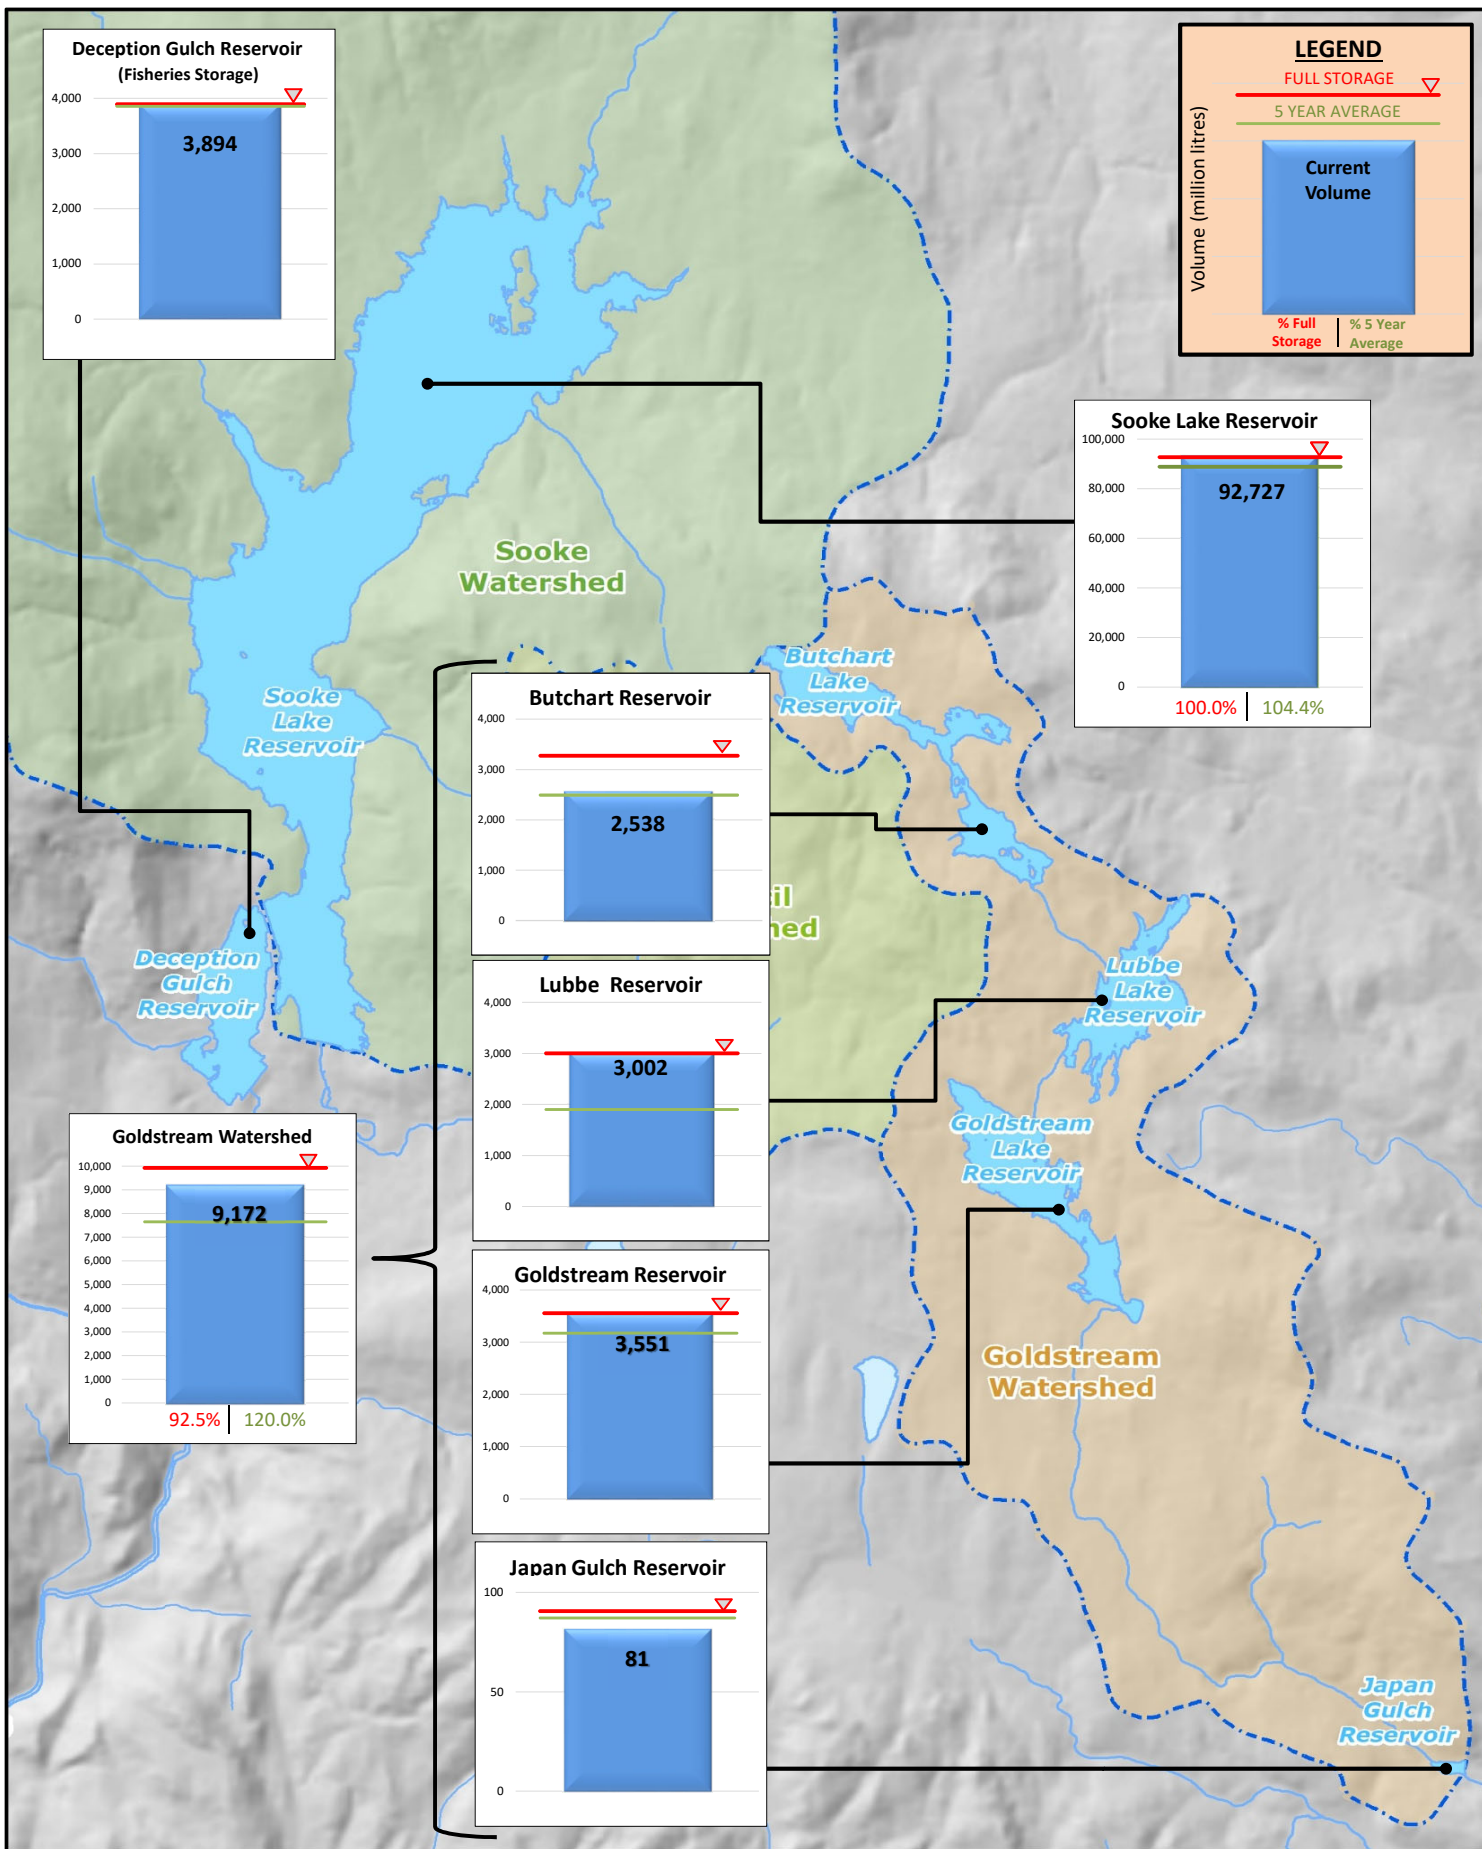 Deception Gulch Reservoir
(Fisheries Storage)
4,000
3,000
2,000
1,000
0
3,894
LEGEND
FULL STORAGE
5 YEAR AVERAGE
Volume (million litres)
Current
Volume
% Full
Storage
% 5 Year
Average
Sooke Lake Reservoir
100,000
80,000
60,000
40,000
20,000
0
92,727
100.0%
104.4%
Sooke
Watershed
Sooke
Lake
Reservoir
Butchart
Lake
Reservoir
Butchart Reservoir
4,000
3,000
2,000
1,000
0
2,538
il
hed
Deception
Gulch
Reservoir
Lubbe Reservoir
4,000
3,000
2,000
1,000
0
3,002
Lubbe
Lake
Reservoir
Goldstream
Lake
Reservoir
Goldstream Watershed
10,000
9,000
8,000
7,000
6,000
5,000
4,000
3,000
2,000
1,000
0
9,172
92.5%
120.0%
Goldstream Reservoir
4,000
3,000
2,000
1,000
0
3,551
Goldstream
Watershed
Japan Gulch Reservoir
100
50
0
81
Japan
Gulch
Reservoir